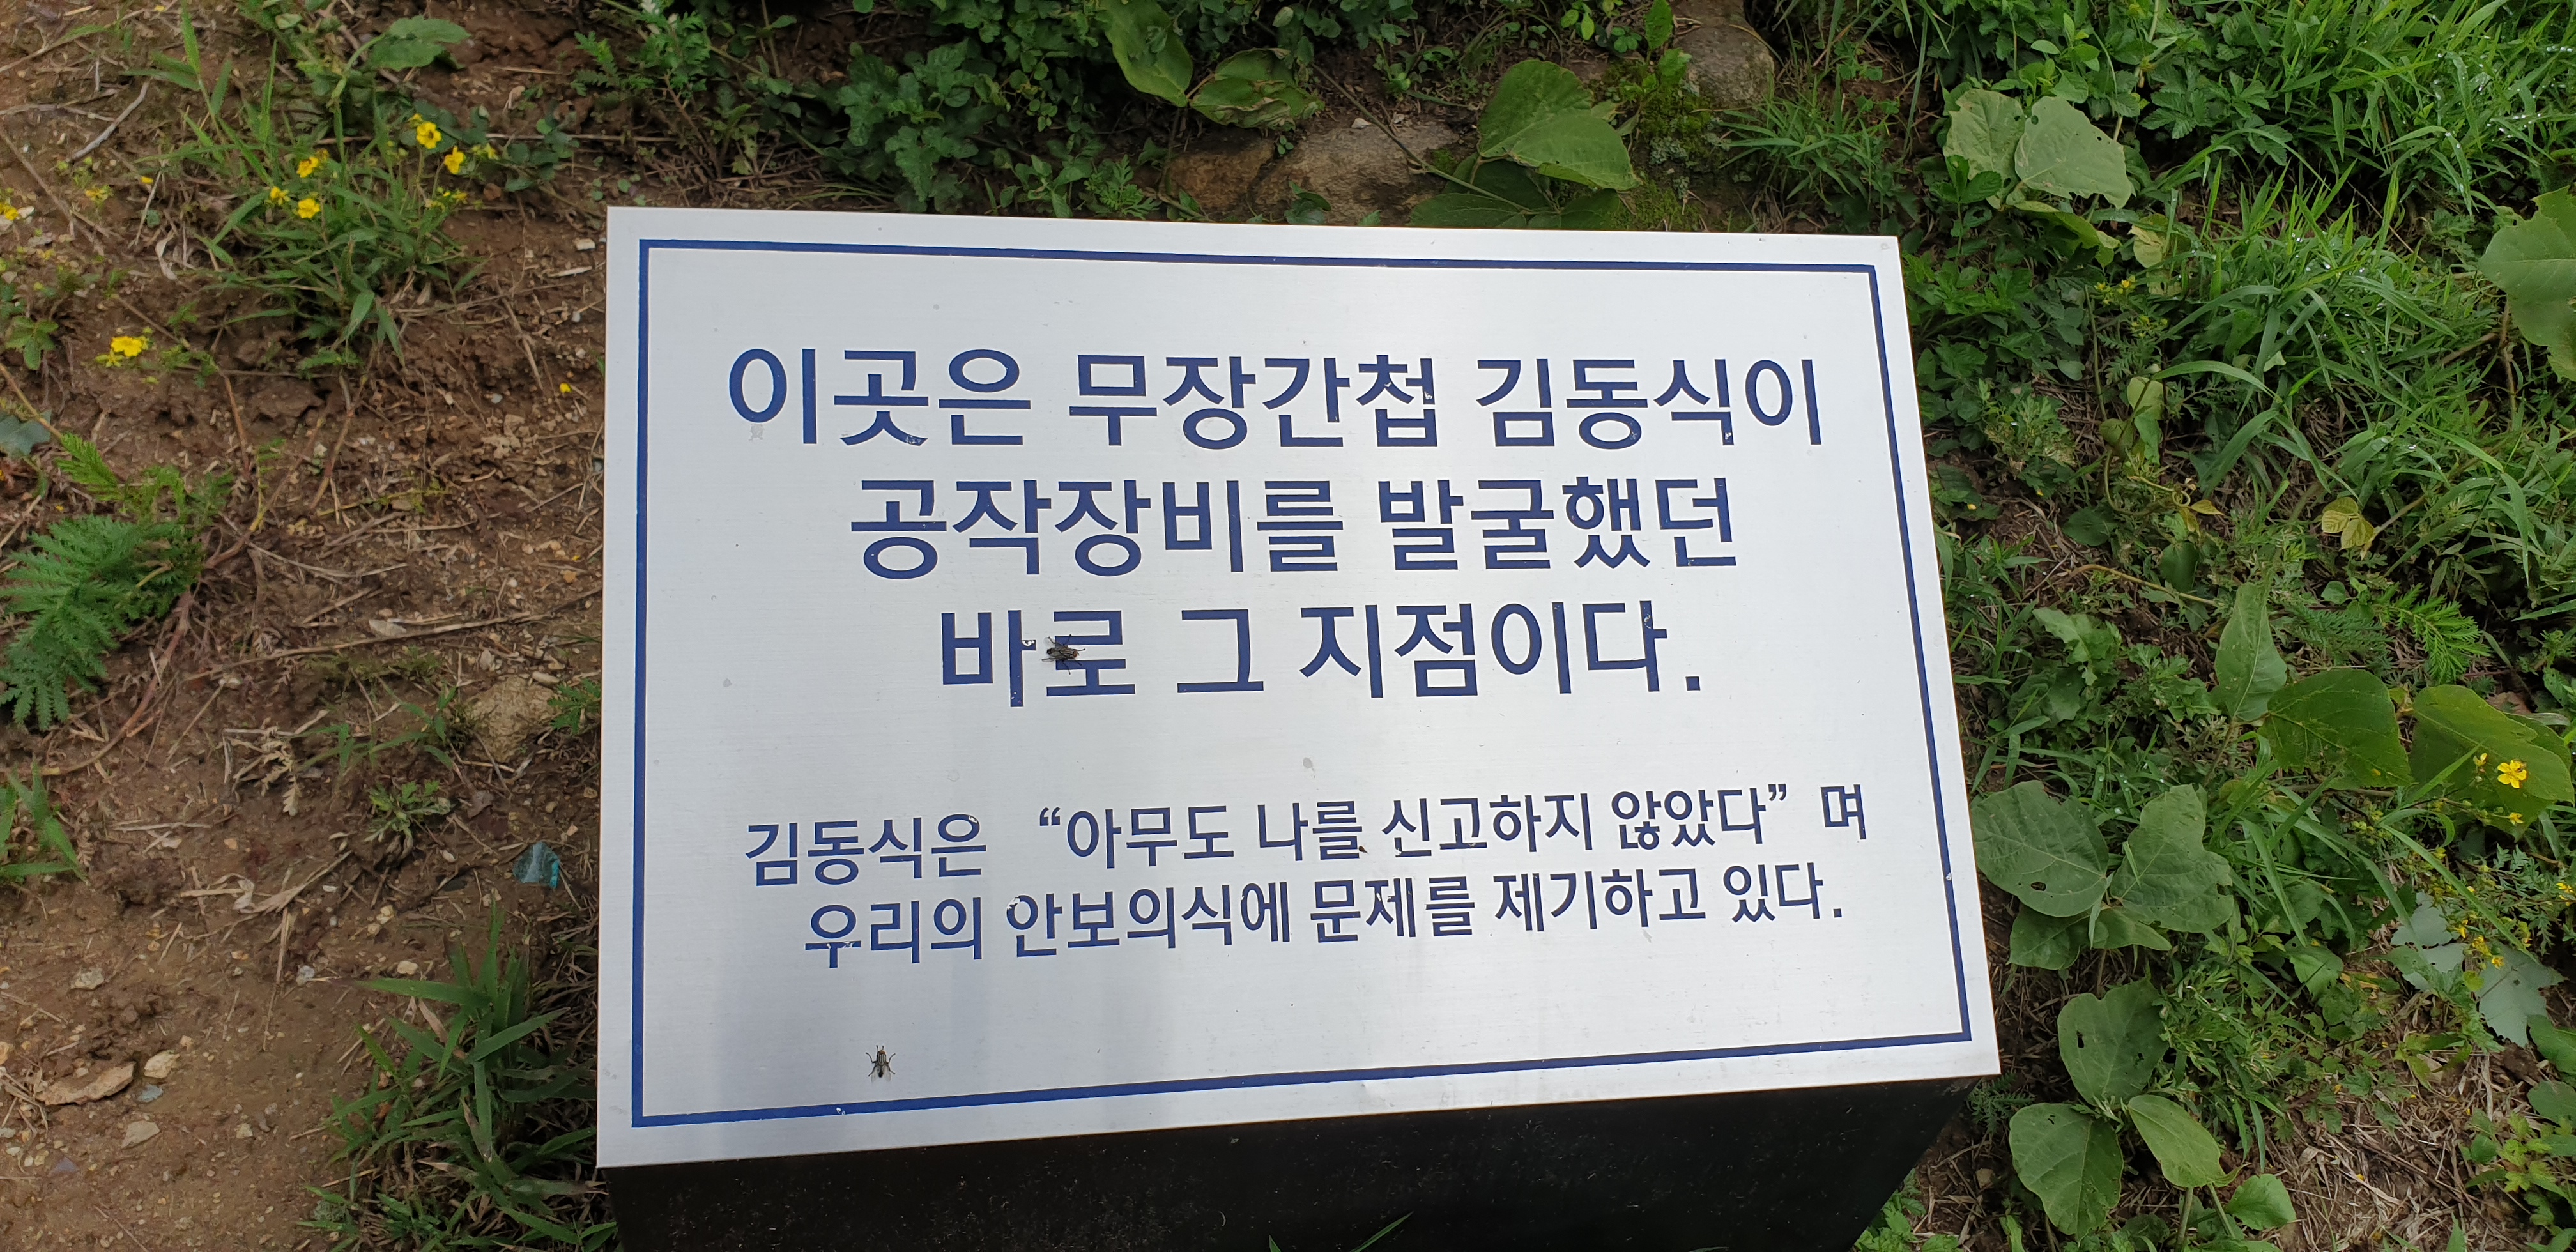 이곳은 무장간첩 김동식이
공작장비를 발굴했던
바로 그 지점이다.
김동식은 “아무도 나를 신고하지 않았다” 며
우리의 안보의식에 문제를 제기하고 있다.